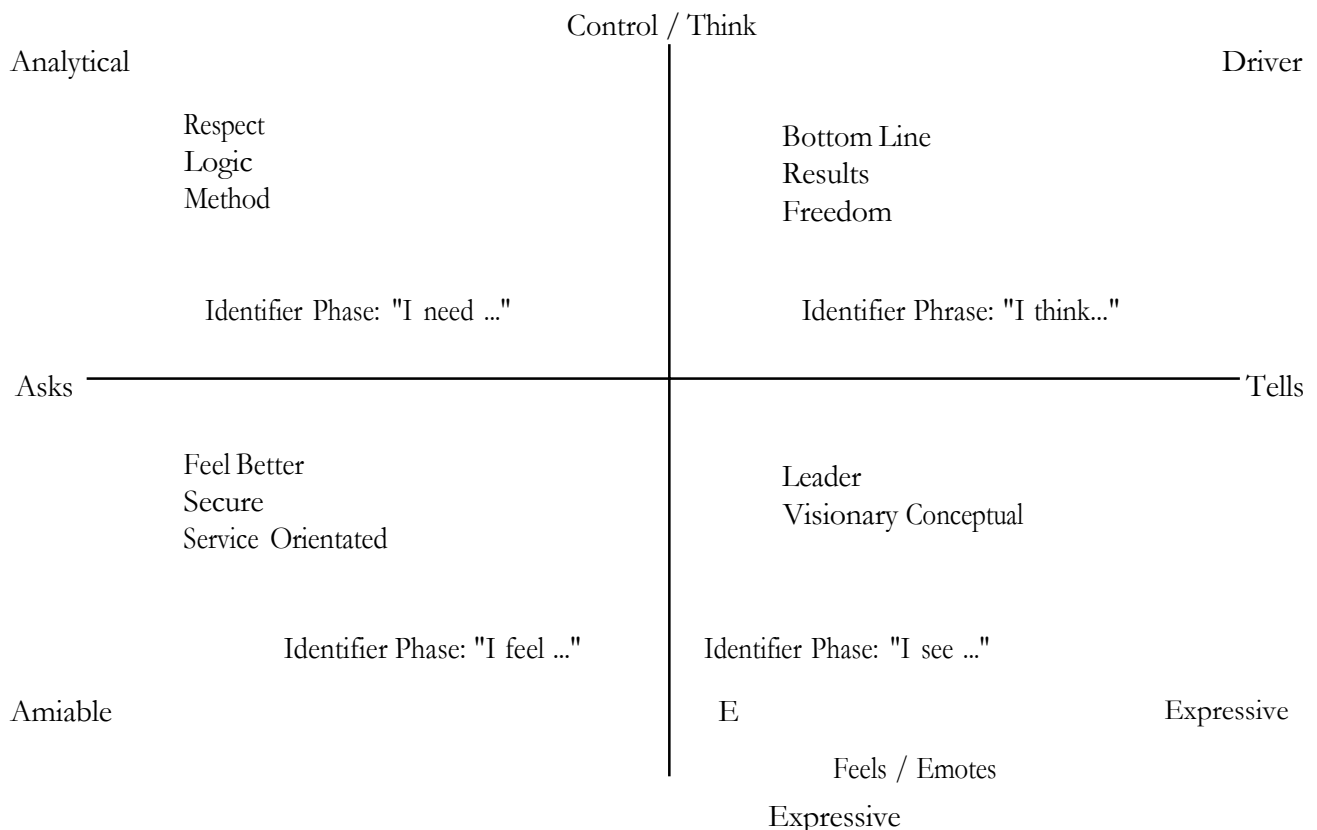 Control / Think
Analytical
Driver
Respect
Logic
Method
Bottom Line
Results
Freedom
Identifier Phase: "I need ..."
Identifier Phrase: "I think..."
Asks
Tells
Feel Better
Secure
Service Orientated
Leader
Visionary Conceptual
Identifier Phase: "I feel ..."
Identifier Phase: "I see ..."
Amiable
E
Expressive
Feels / Emotes
Expressive